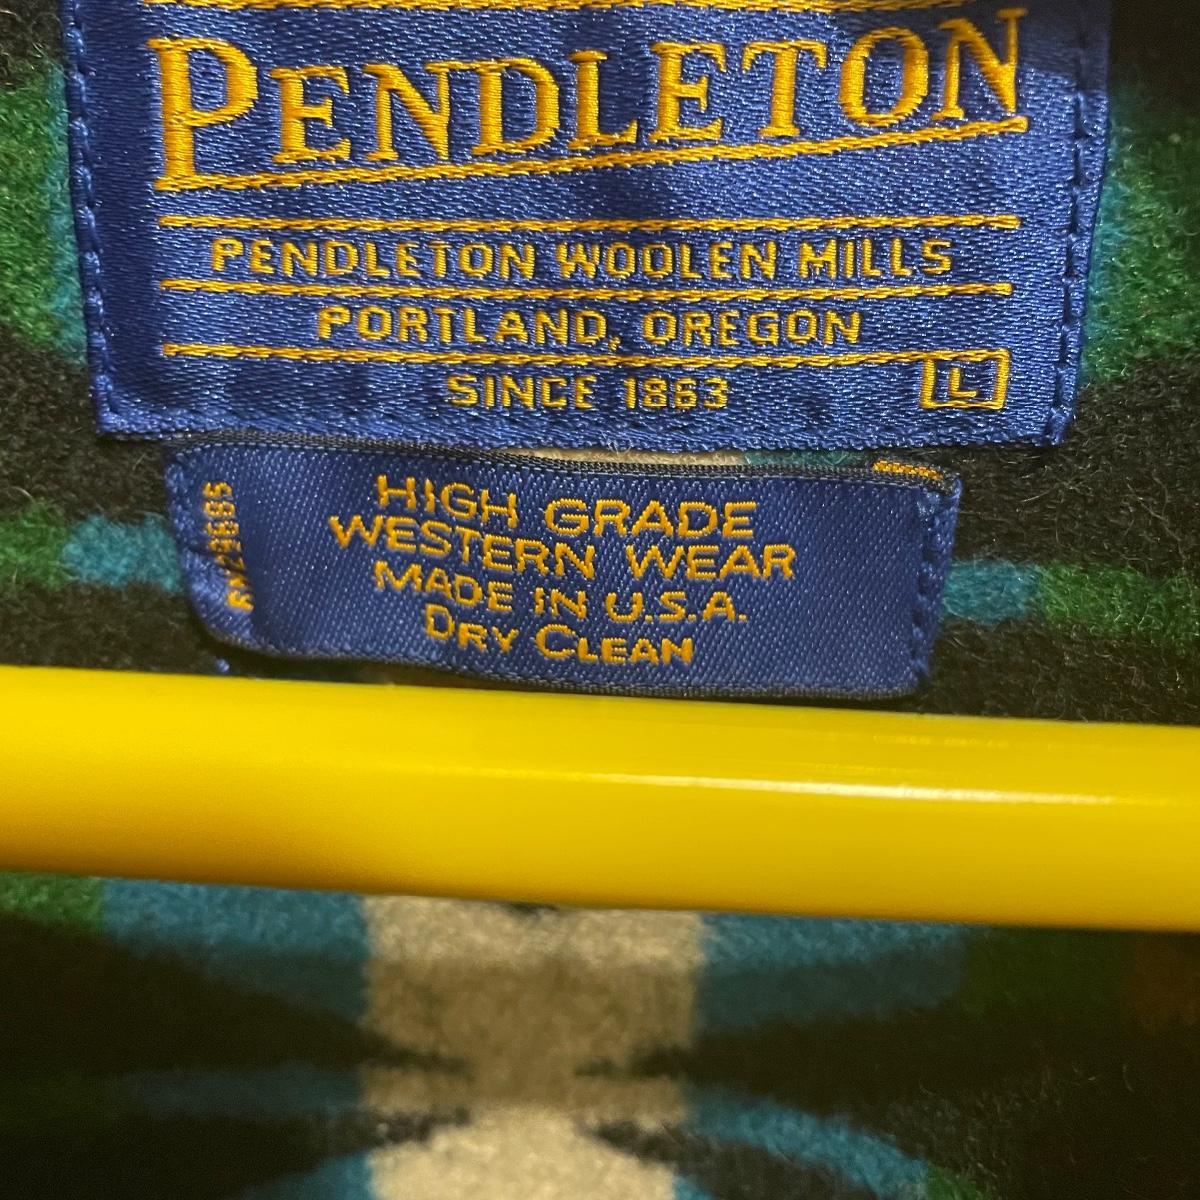 PENDLETON
PENDLETON WOOLEN MILLS
PORTLAND, OREGON
SINCE 1863
L
HIGH GRADE
WESTERN WEAR
MADE IN U.S.A.
DRY CLEAN